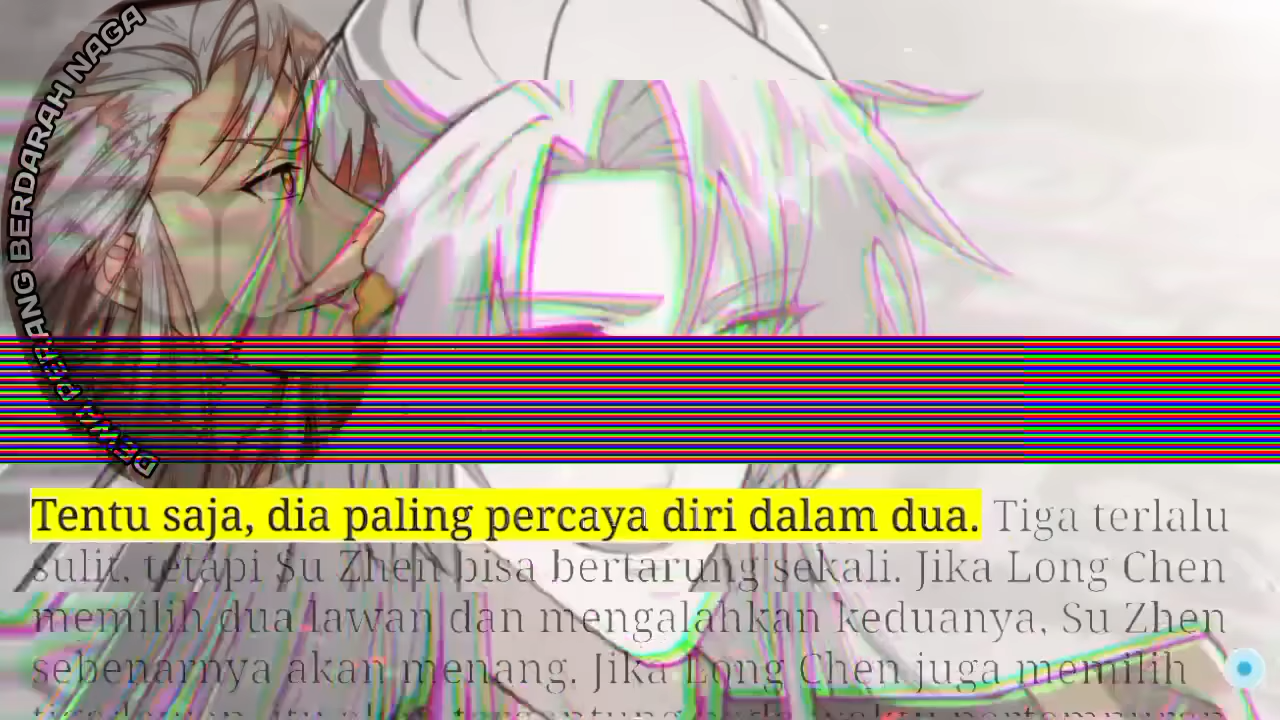 DEWA PERANG BERDARAH NAGA
Tentu saja, dia paling percaya diri dalam dua. Tiga terlalu
sulit, tetapi Su Zhen bisa bertarung sekali. Jika Long Chen
memilih dua lawan dan mengalahkan keduanya, Su Zhen
sebenarnya akan menang. Jika Long Chen juga memilih